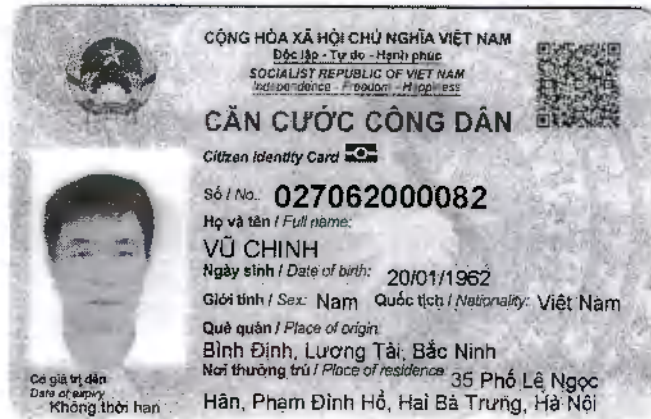 CỘNG HÒA XÃ HỘI CHỦ NGHĨA VIỆT NAM
Độc lập - Tự do - Hạnh phúc
SOCIALIST REPUBLIC OF VIET NAM
Independence - Freedom - Happiness
CĂN CƯỚC CÔNG DÂN
Citizen Identity Card
Số / No.: 027062000082
Họ và tên / Full name:
VŨ CHINH
Ngày sinh / Date of birth: 20/01/1962
Giới tính / Sex: Nam Quốc tịch / Nationality: Việt Nam
Quê quán / Place of origin:
Bình Định, Lương Tài, Bắc Ninh
Nơi thường trú / Place of residence: 35 Phố Lê Ngọc
Hân, Phạm Đình Hổ, Hai Bà Trưng, Hà Nội
Có giá trị đến
Date of expiry
Không thời hạn